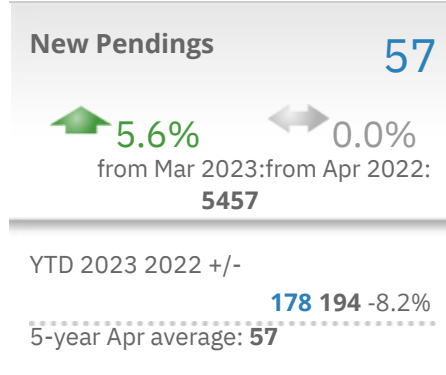 New Pendings 57
5.6% 0.0%
from Mar 2023:from Apr 2022:
5457
YTD 2023 2022 +/-
178 194 -8.2%
5-year Apr average: 57